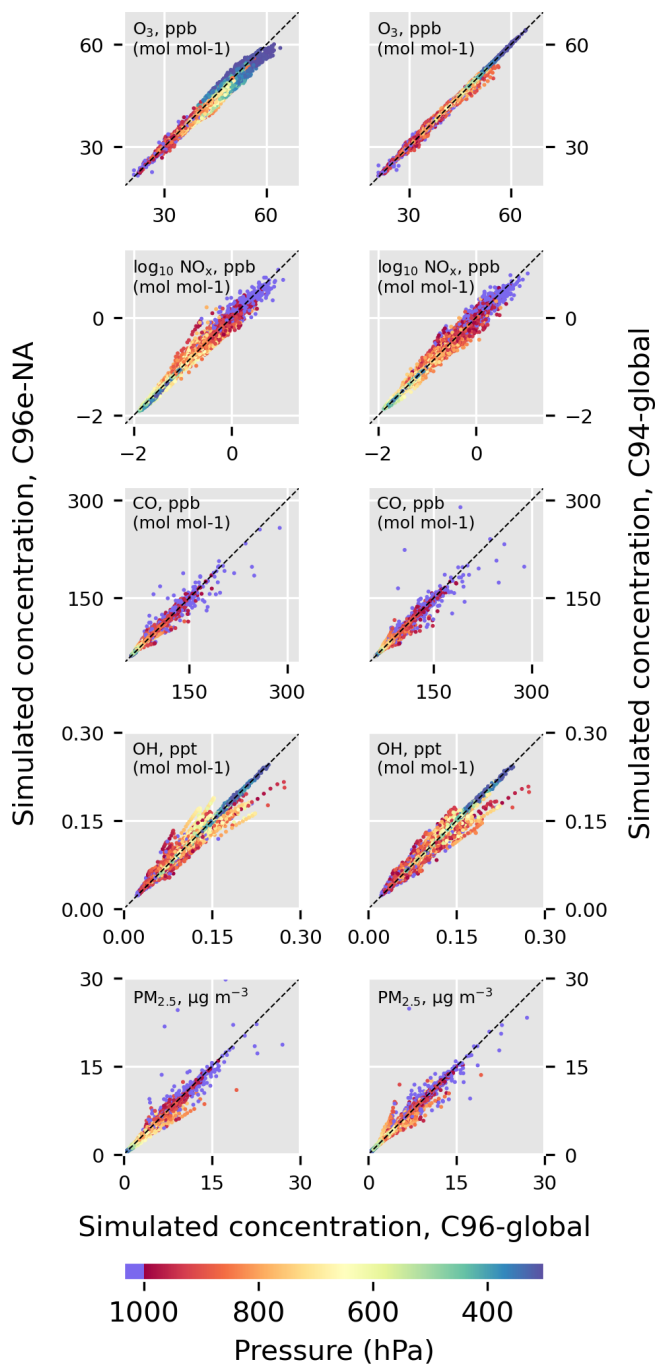 O₃, ppb
(mol mol-1)
60
30
30
60
O₃, ppb
(mol mol-1)
60
30
30
60
log₁₀ NOₓ, ppb
(mol mol-1)
0
−2
−2
0
log₁₀ NOₓ, ppb
(mol mol-1)
0
−2
−2
0
CO, ppb
(mol mol-1)
300
150
150
300
CO, ppb
(mol mol-1)
300
150
150
300
OH, ppt
(mol mol-1)
0.30
0.15
0.00
0.00
0.15
0.30
OH, ppt
(mol mol-1)
0.30
0.15
0.00
0.00
0.15
0.30
PM₂.₅, μg m⁻³
30
15
0
0
15
30
PM₂.₅, μg m⁻³
30
15
0
0
15
30
Simulated concentration, C96e-NA
Simulated concentration, C94-global
Simulated concentration, C96-global
1000
800
600
400
Pressure (hPa)